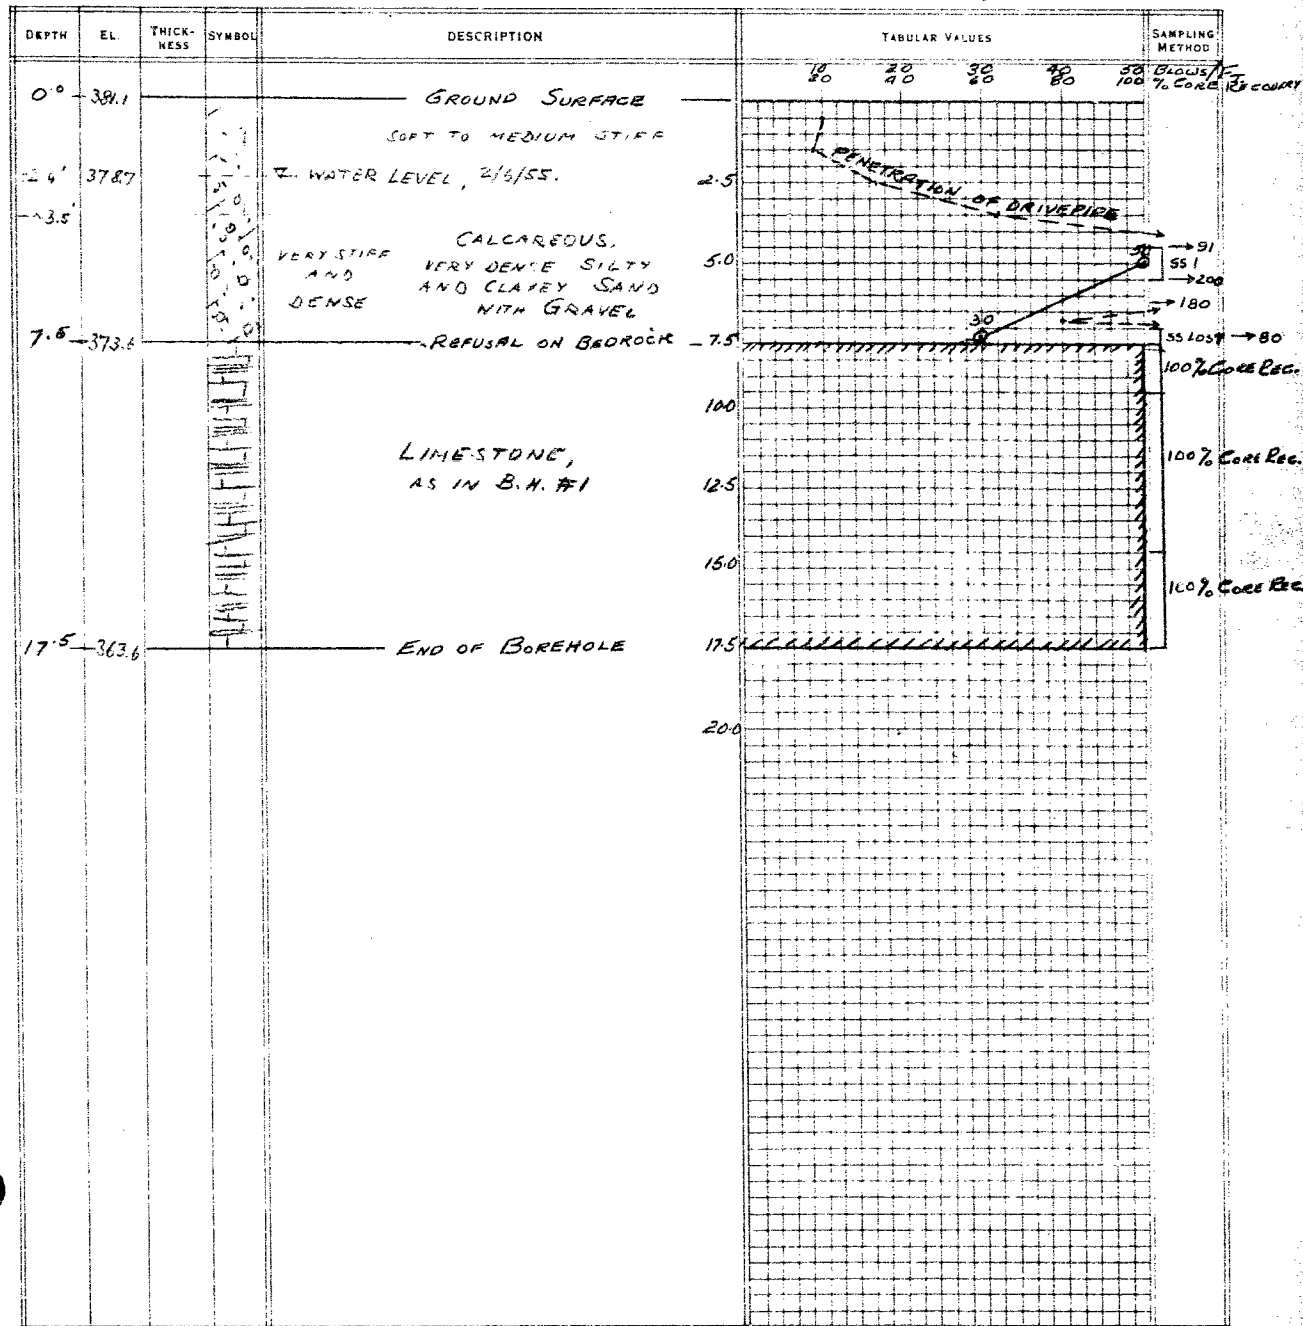 DEPTH EL. THICK-NESS SYMBOL DESCRIPTION TABULAR VALUES SAMPLING METHOD
10 20 30 40 50 BLOWS/FT
20 40 60 80 100 % CORE RECOVERY
0.0 381.1 GROUND SURFACE
SOFT TO MEDIUM STIFF
2.4' 378.7 WATER LEVEL, 2/6/55. 2.5
PENETRATION OF DRIVEPIPE
~3.5'
CALCAREOUS,
VERY STIFF AND DENSE
VERY DENSE SILTY
AND CLAYEY SAND
WITH GRAVEL
5.0 50 91
SS 1
200
180
30
7.5 373.6 REFUSAL ON BEDROCK 7.5 SS LOST 80
100% CORE REC.
10.0
LIMESTONE,
AS IN B.H. #1
100% CORE REC.
12.5
15.0
100% CORE REC
17.5 363.6 END OF BOREHOLE 17.5
20.0